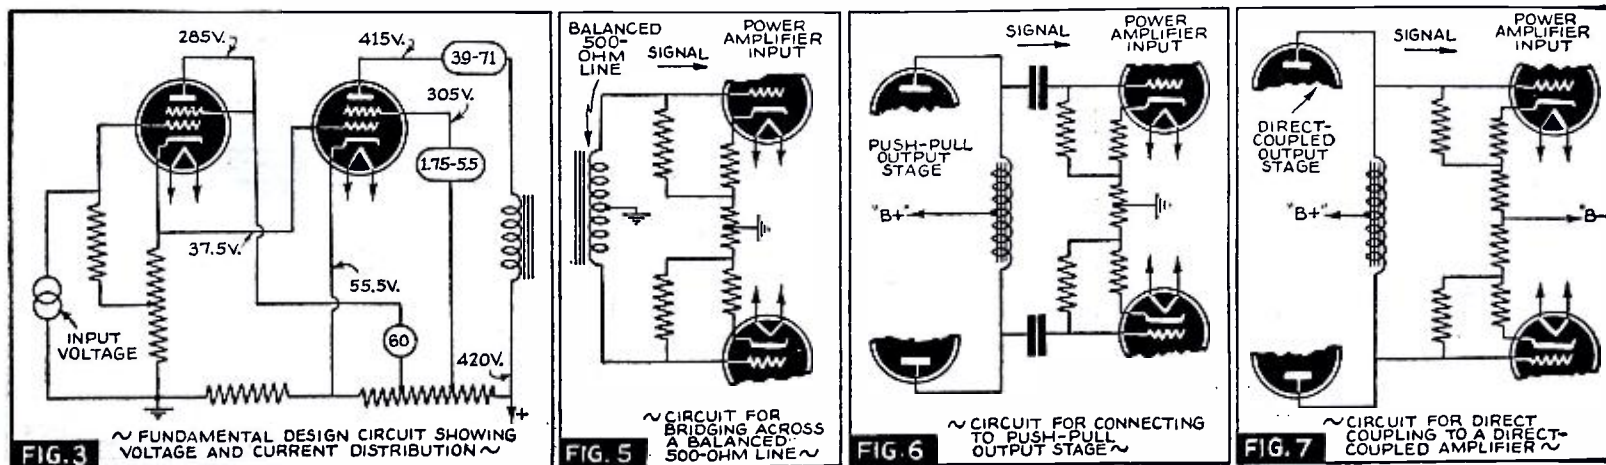 285V.
415V.
39-71
305V.
1.75-5.5
37.5V.
55.5V.
INPUT
VOLTAGE
60
420V.
+
FIG.3
~ FUNDAMENTAL DESIGN CIRCUIT SHOWING
VOLTAGE AND CURRENT DISTRIBUTION ~
BALANCED
500-
OHM
LINE
SIGNAL
POWER
AMPLIFIER
INPUT
FIG. 5
~ CIRCUIT FOR
BRIDGING ACROSS
A BALANCED
500-OHM LINE ~
SIGNAL
POWER
AMPLIFIER
INPUT
PUSH-PULL
OUTPUT
STAGE
"B+"
FIG.6
~ CIRCUIT FOR CONNECTING
TO PUSH-PULL
OUTPUT STAGE ~
SIGNAL
POWER
AMPLIFIER
INPUT
DIRECT-
COUPLED
OUTPUT
STAGE
"B+"
"B-
FIG. 7
~ CIRCUIT FOR DIRECT
COUPLING TO A DIRECT-
COUPLED AMPLIFIER ~